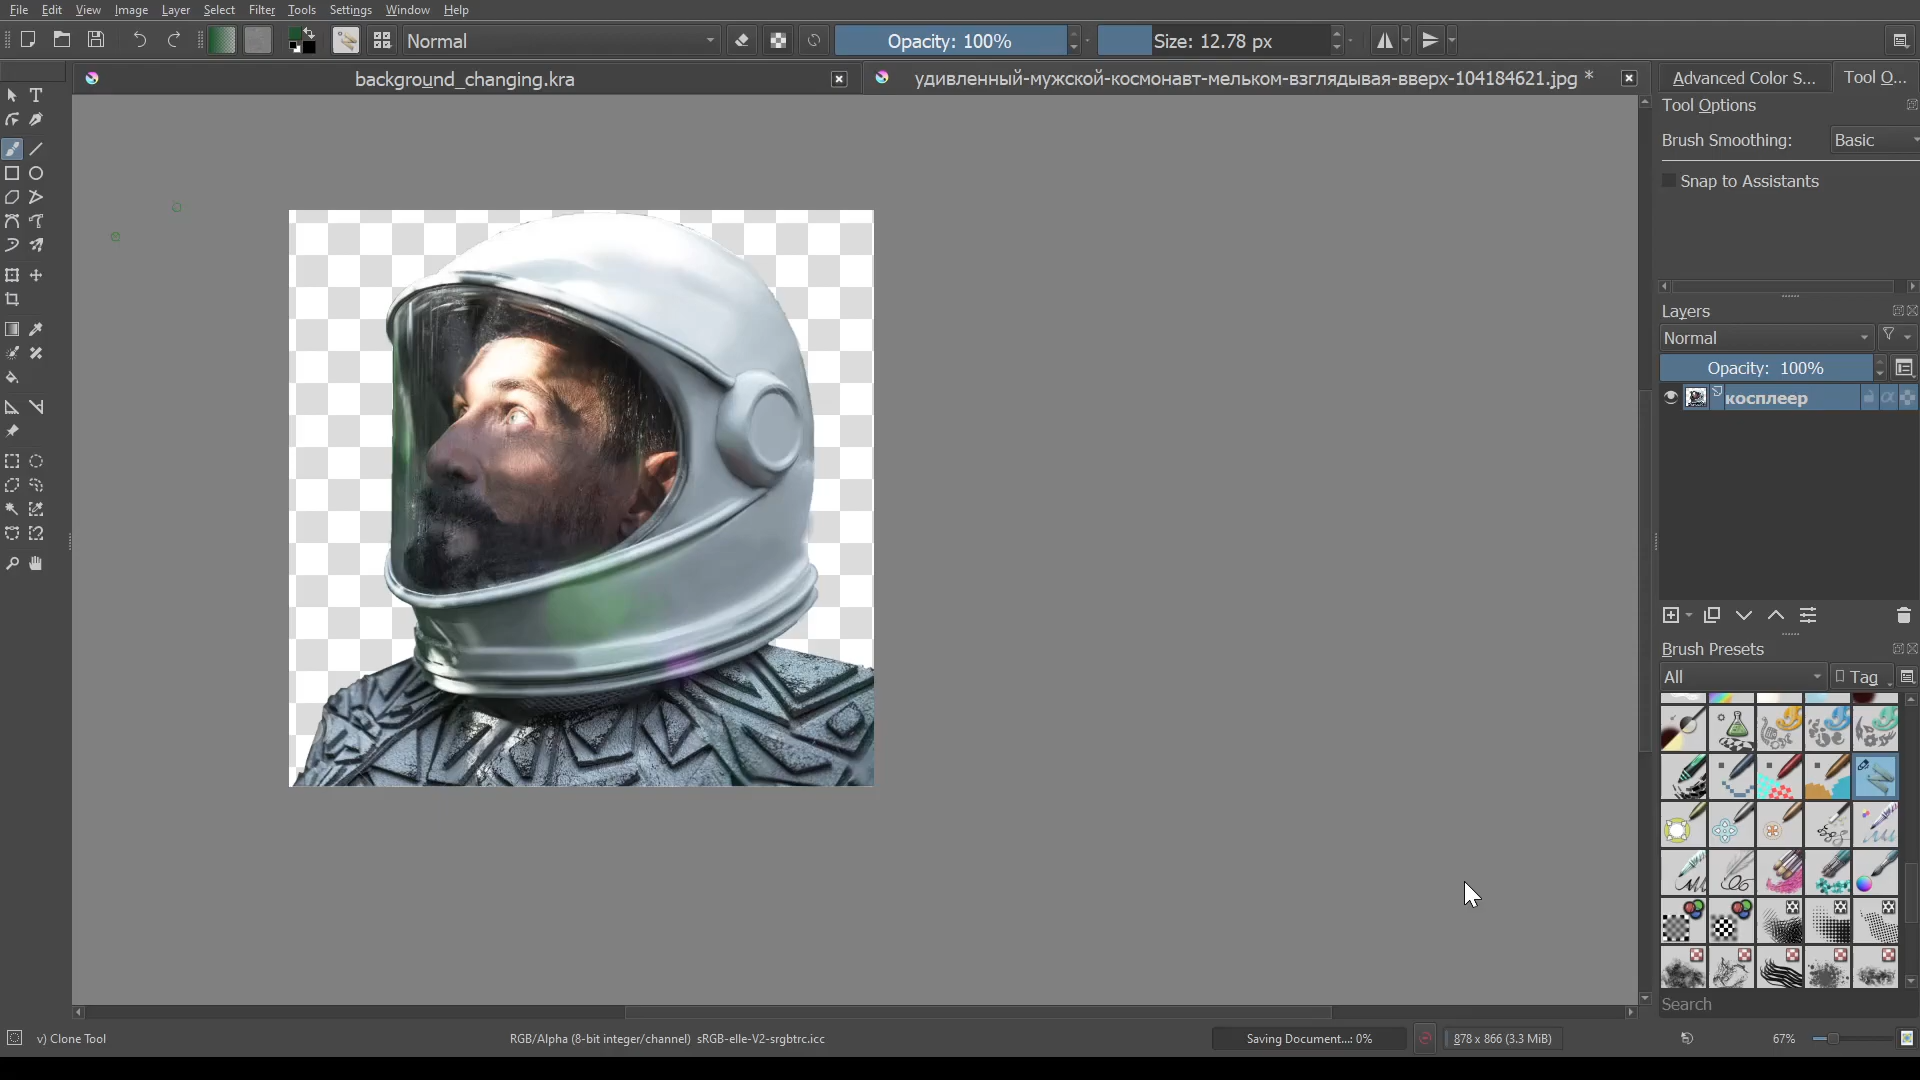 File Edit View Image Layer Select Filter Tools Settings Window Help
Normal Opacity: 100% Size: 12.78 px
background_changing.kra
удивленный-мужской-космонавт-мельком-взглядывая-вверх-104184621.jpg *
Advanced Color S... Tool O...
Tool Options
Brush Smoothing: Basic
Snap to Assistants
Layers
Normal
Opacity: 100%
косплеер
Brush Presets
All Tag
Search
v) Clone Tool
RGB/Alpha (8-bit integer/channel) sRGB-elle-V2-srgbtrc.icc
Saving Document...: 0%
878 x 866 (3.3 MiB)
67%